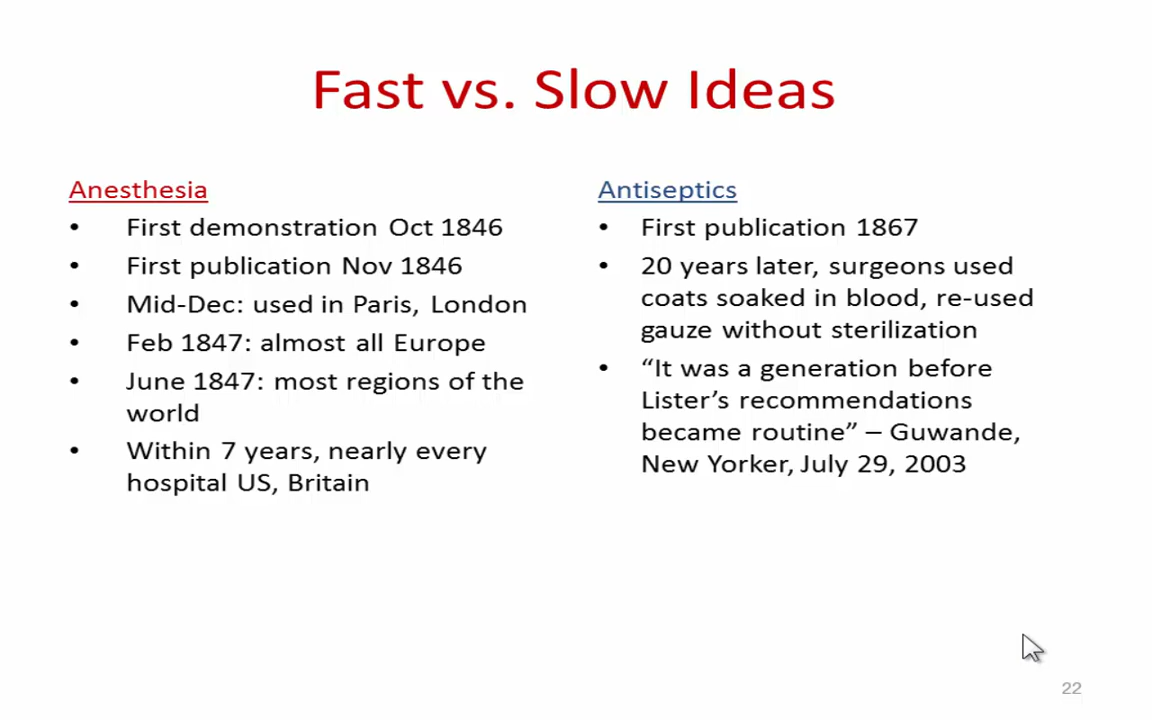 Fast vs. Slow Ideas
Anesthesia
• First demonstration Oct 1846
• First publication Nov 1846
• Mid-Dec: used in Paris, London
• Feb 1847: almost all Europe
• June 1847: most regions of the
world
• Within 7 years, nearly every
hospital US, Britain
Antiseptics
• First publication 1867
• 20 years later, surgeons used
coats soaked in blood, re-used
gauze without sterilization
• “It was a generation before
Lister’s recommendations
became routine” – Guwande,
New Yorker, July 29, 2003
22